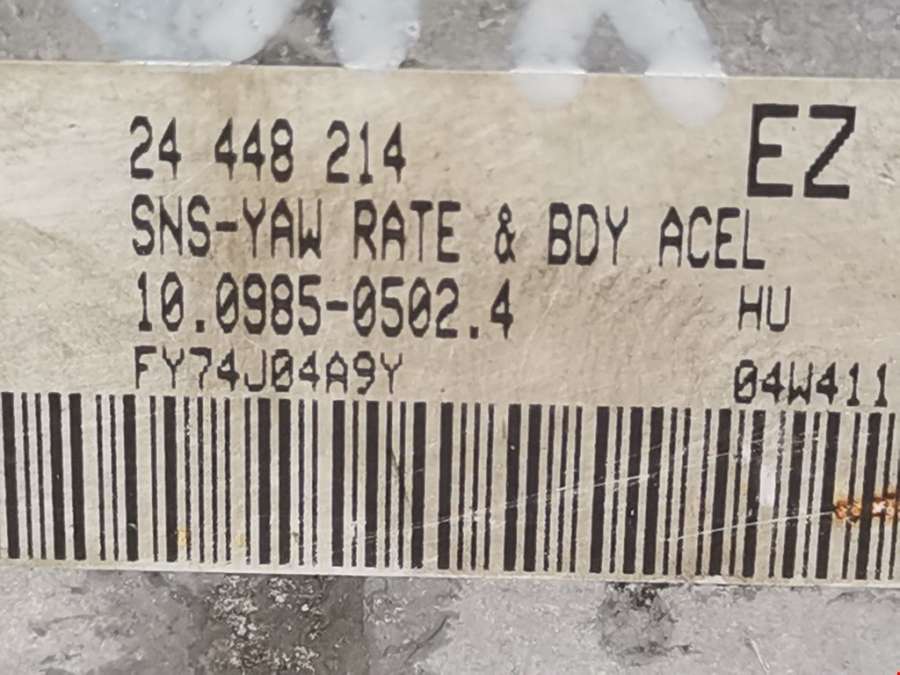 24 448 214 EZ
SNS-YAW RATE & BDY ACEL
10.0985-0502.4 HU
FY74J04A9Y 04W411